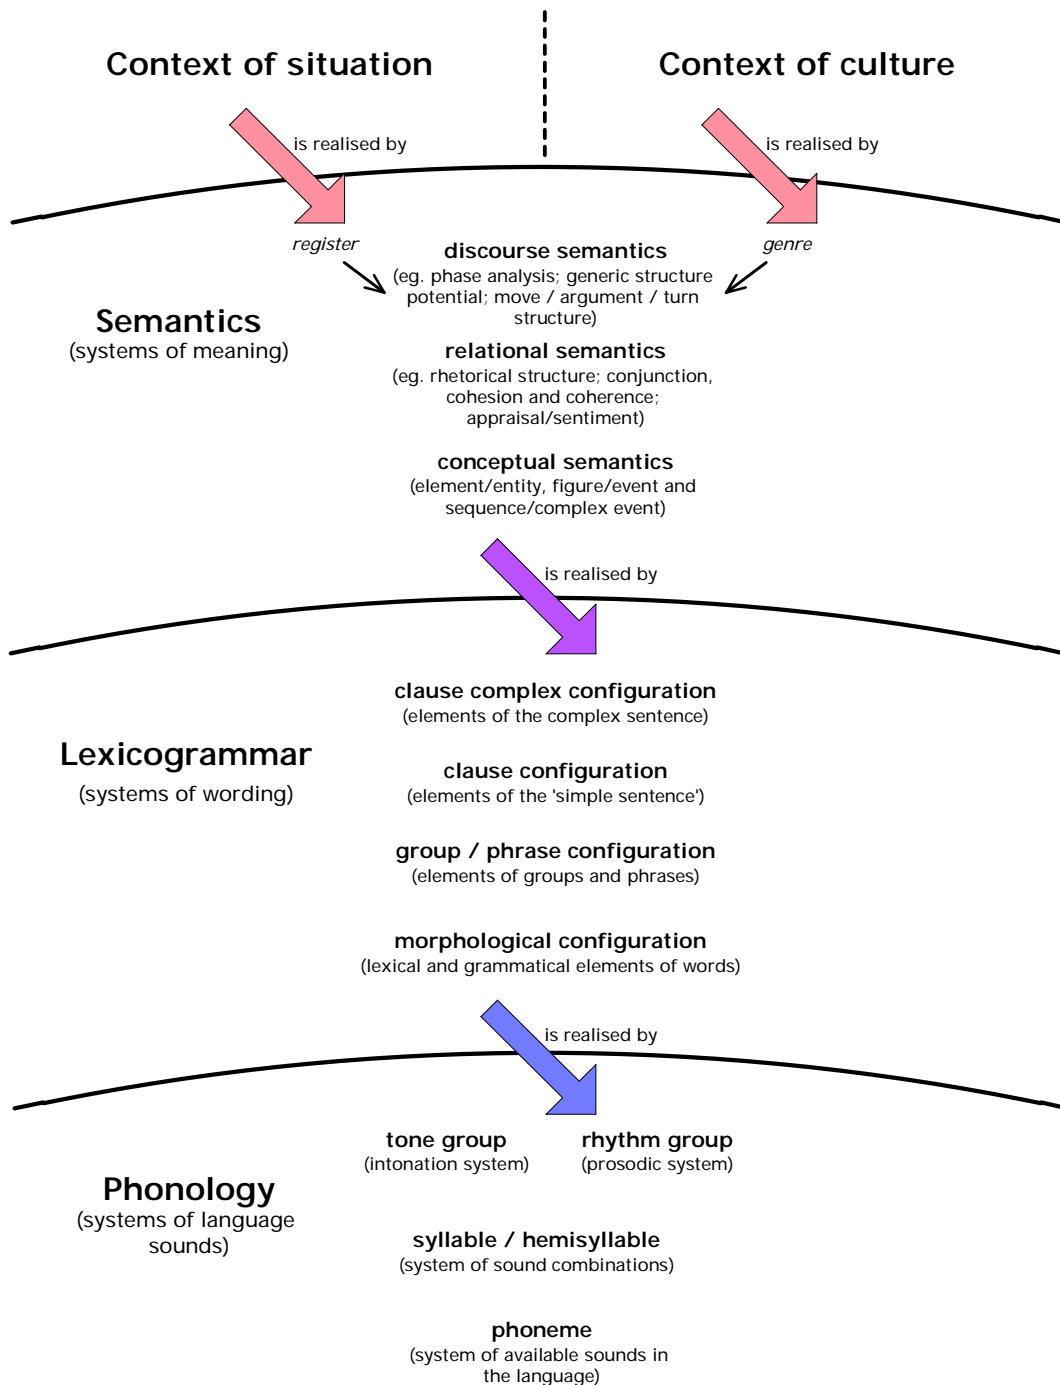 Context of situation
Context of culture
is realised by
is realised by
register
genre
discourse semantics
(eg. phase analysis; generic structure
potential; move / argument / turn
structure)
Semantics
(systems of meaning)
relational semantics
(eg. rhetorical structure; conjunction,
cohesion and coherence;
appraisal/sentiment)
conceptual semantics
(element/entity, figure/event and
sequence/complex event)
is realised by
clause complex configuration
(elements of the complex sentence)
Lexicogrammar
(systems of wording)
clause configuration
(elements of the 'simple sentence')
group / phrase configuration
(elements of groups and phrases)
morphological configuration
(lexical and grammatical elements of words)
is realised by
tone group
(intonation system)
rhythm group
(prosodic system)
Phonology
(systems of language
sounds)
syllable / hemisyllable
(system of sound combinations)
phoneme
(system of available sounds in
the language)